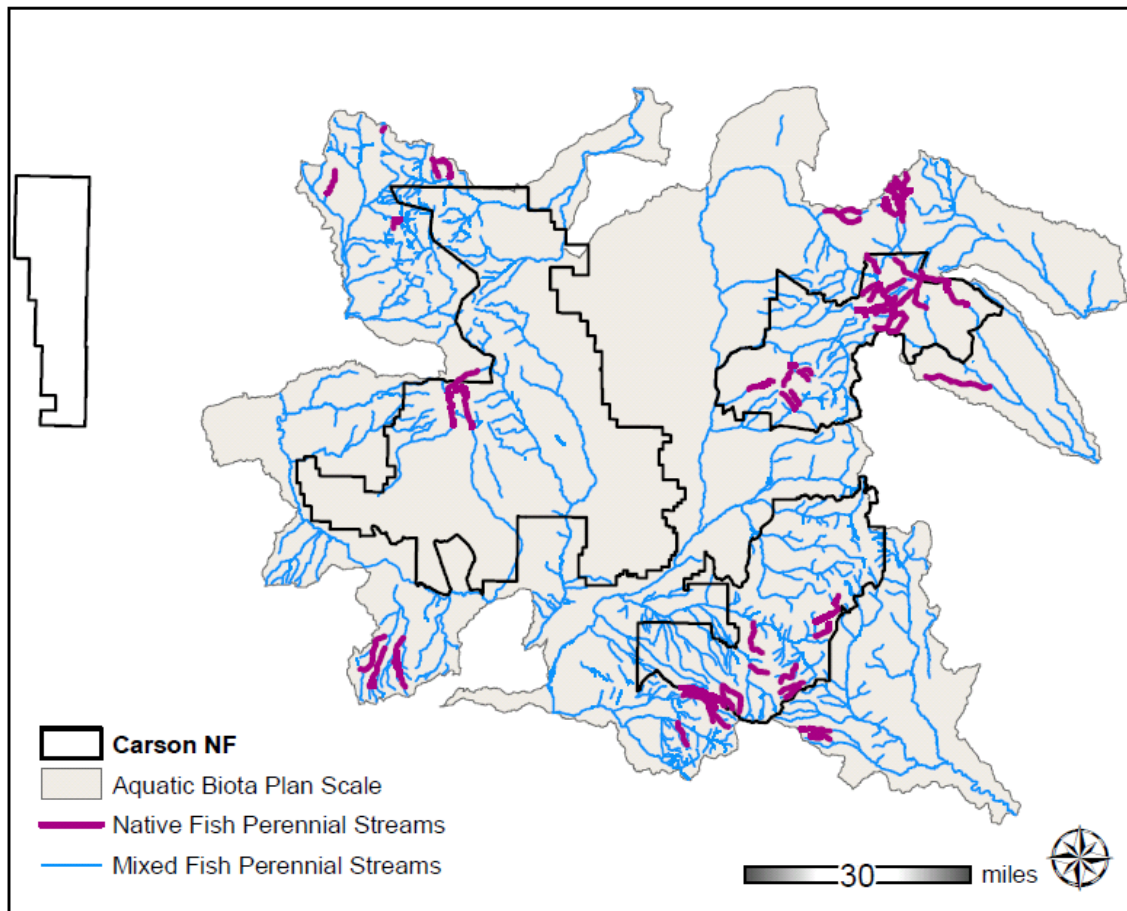 Carson NF
Aquatic Biota Plan Scale
Native Fish Perennial Streams
Mixed Fish Perennial Streams
30 miles